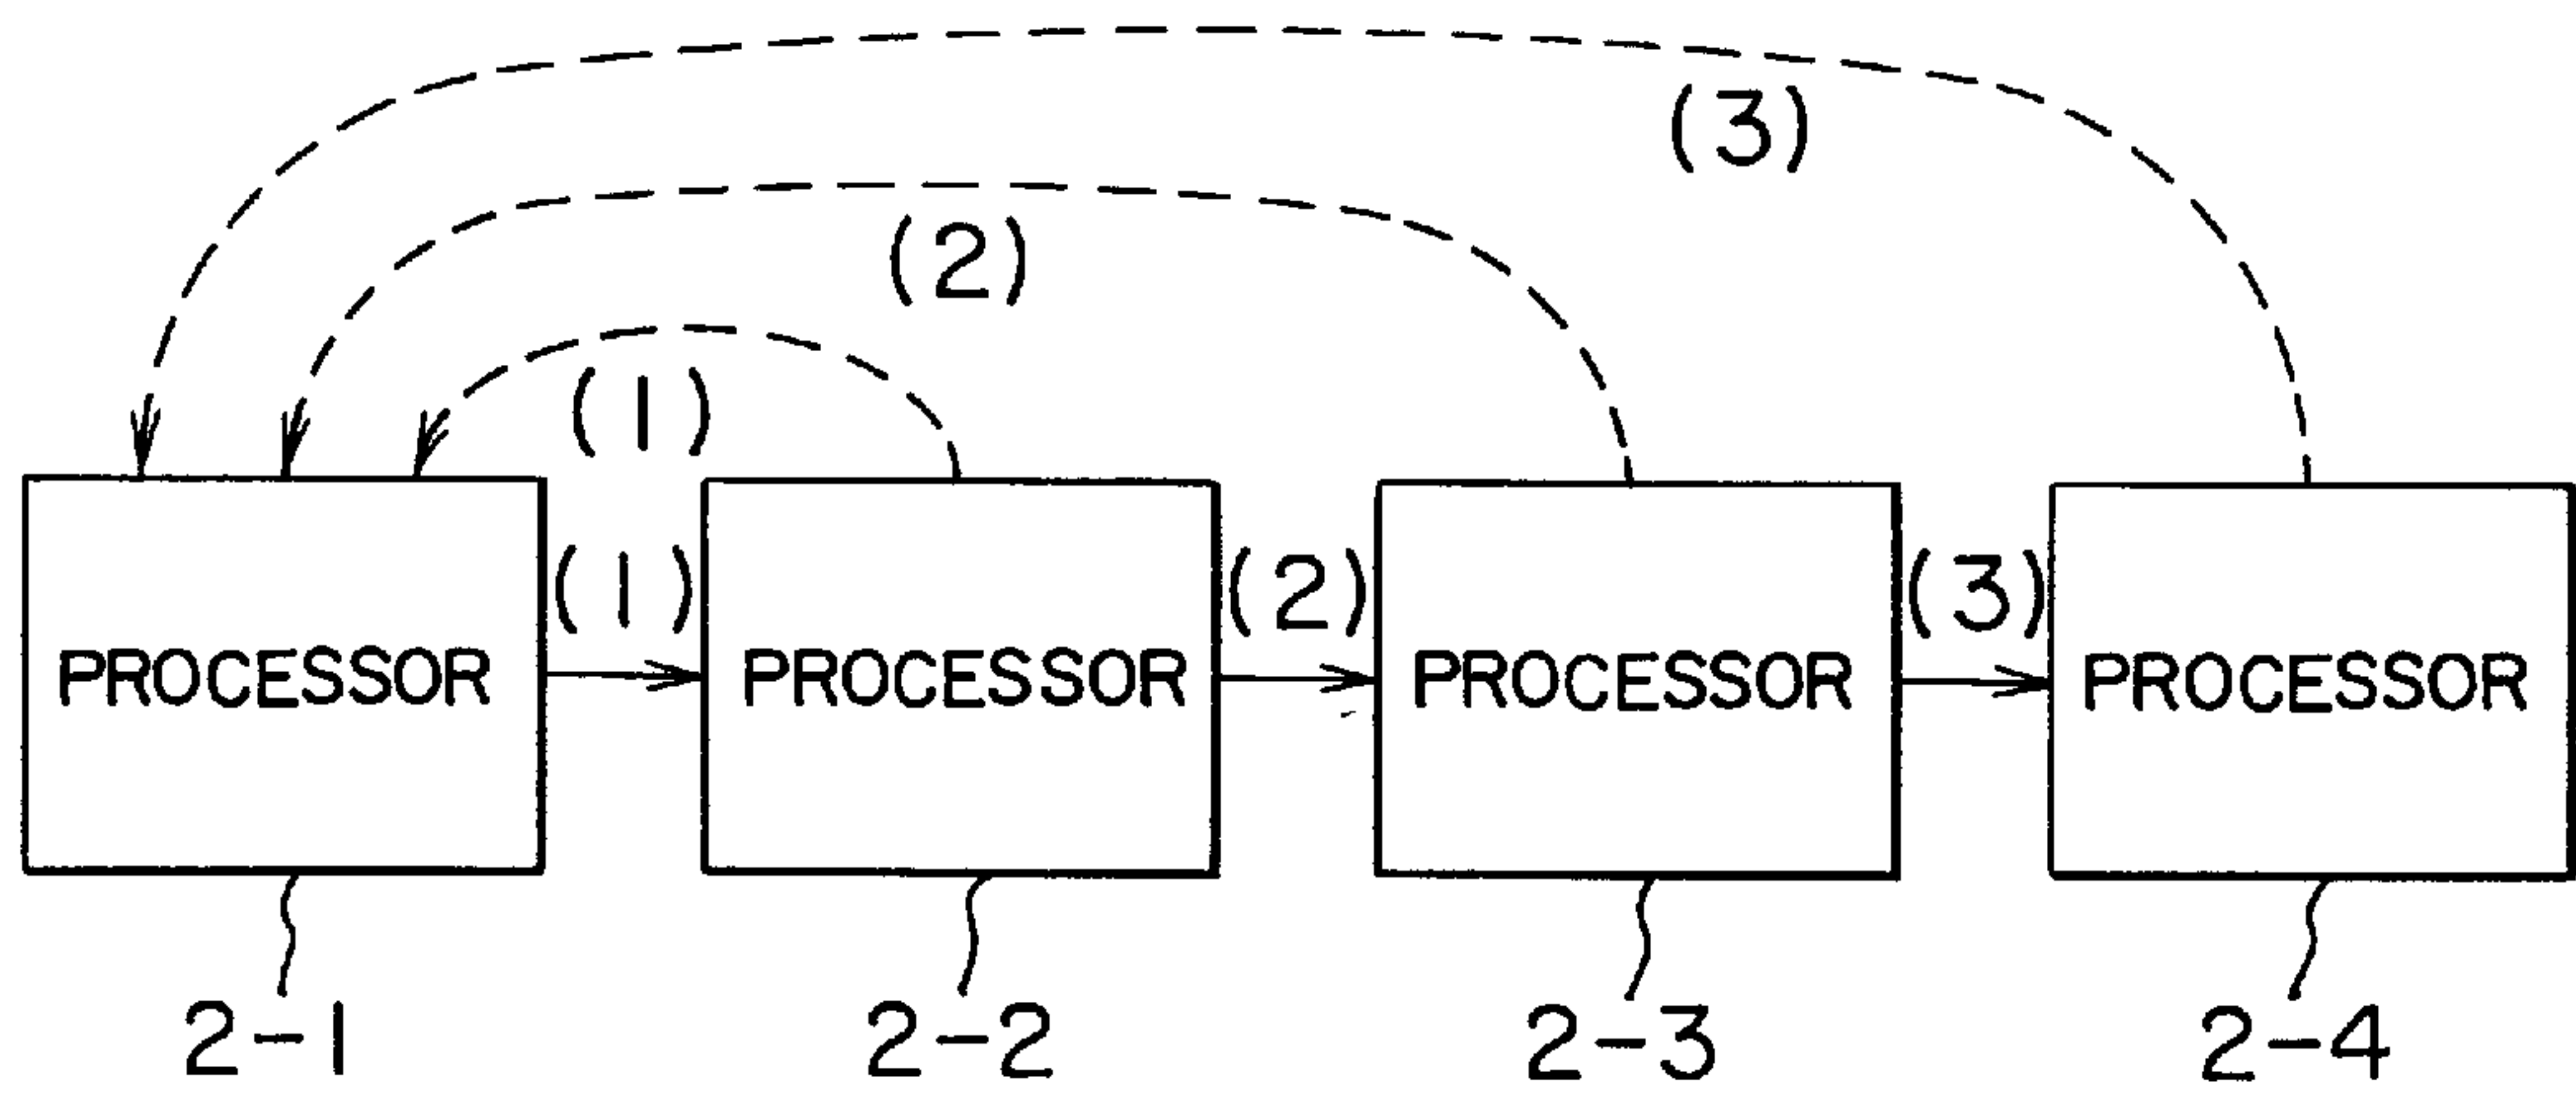 (3)
(2)
(1)
(1) (2) (3)
PROCESSOR PROCESSOR PROCESSOR PROCESSOR
2-1 2-2 2-3 2-4